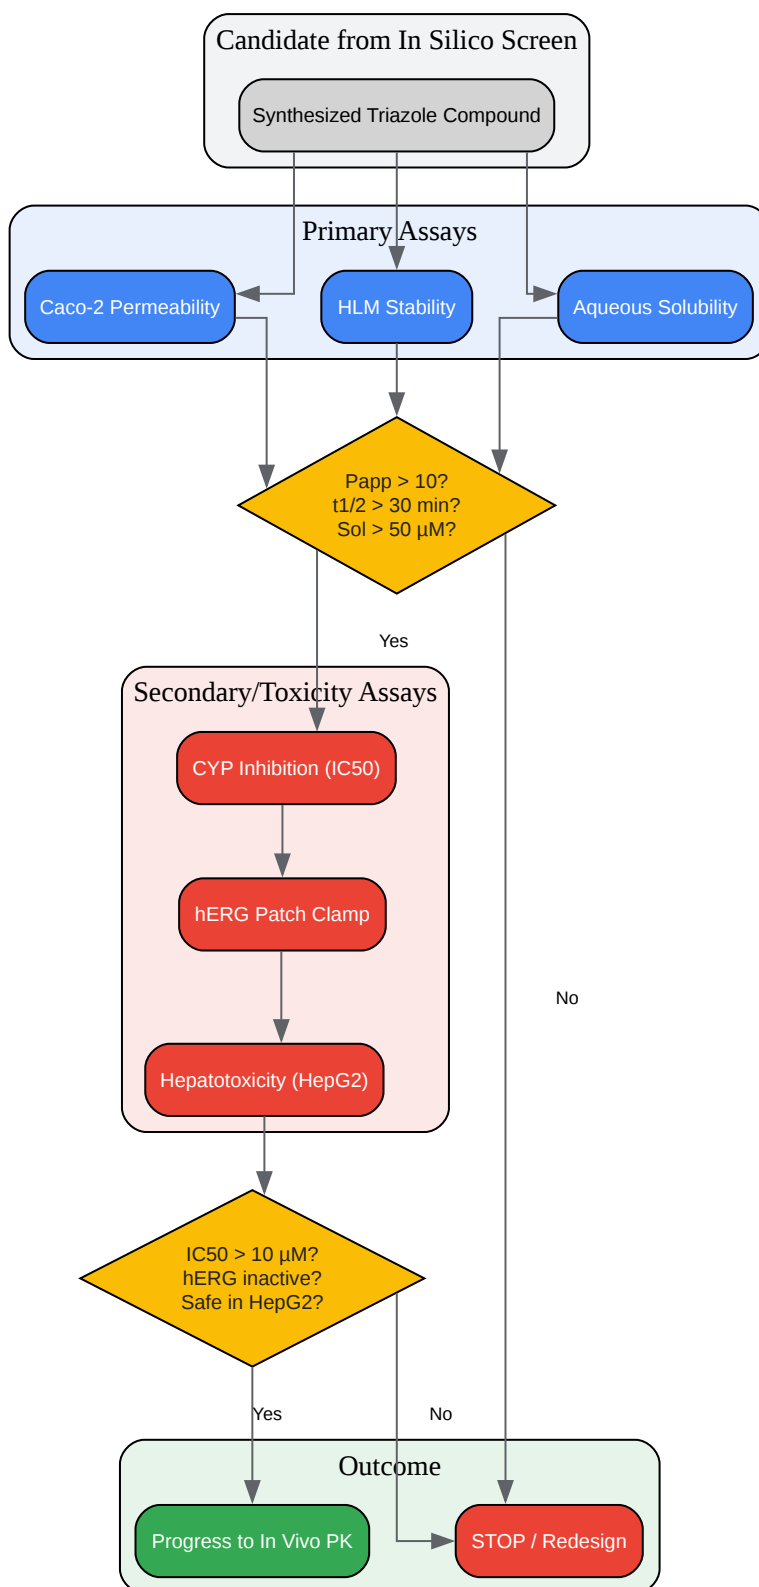 Candidate from In Silico Screen
Synthesized Triazole Compound
Primary Assays
Caco-2 Permeability
HLM Stability
Aqueous Solubility
Papp > 10?
t1/2 > 30 min?
Sol > 50 µM?
Yes
Secondary/Toxicity Assays
CYP Inhibition (IC50)
hERG Patch Clamp
No
Hepatotoxicity (HepG2)
IC50 > 10 µM?
hERG inactive?
Safe in HepG2?
Yes
No
Outcome
Progress to In Vivo PK
STOP / Redesign